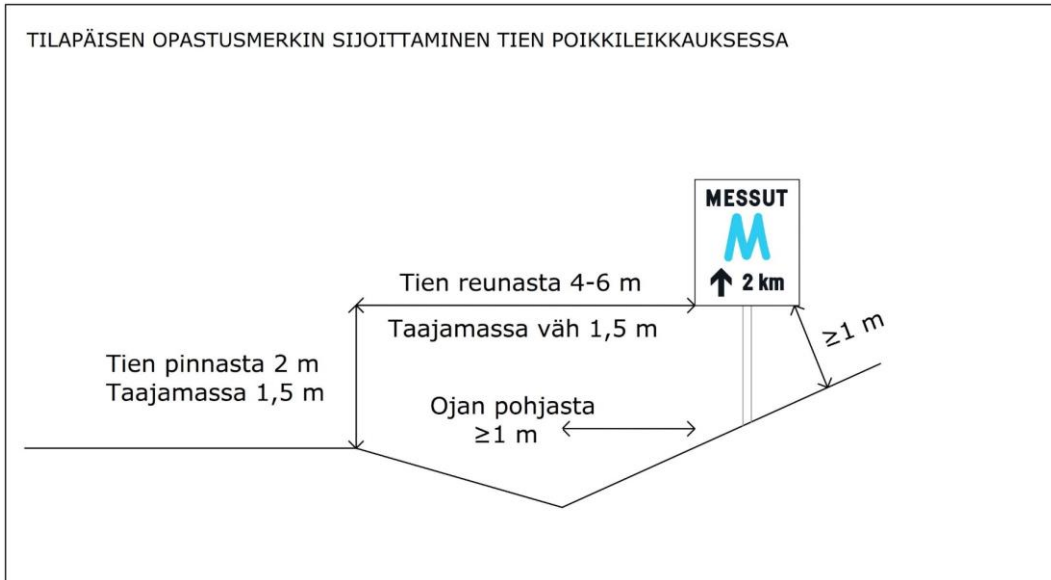 TILAPÄISEN OPASTUSMERKIN SIJOITTAMINEN TIEN POIKKILEIKKAUKSESSA
MESSUT
M
↑ 2 km
Tien reunasta 4-6 m
Taajamassa väh 1,5 m
≥1 m
Tien pinnasta 2 m
Taajamassa 1,5 m
Ojan pohjasta
≥1 m